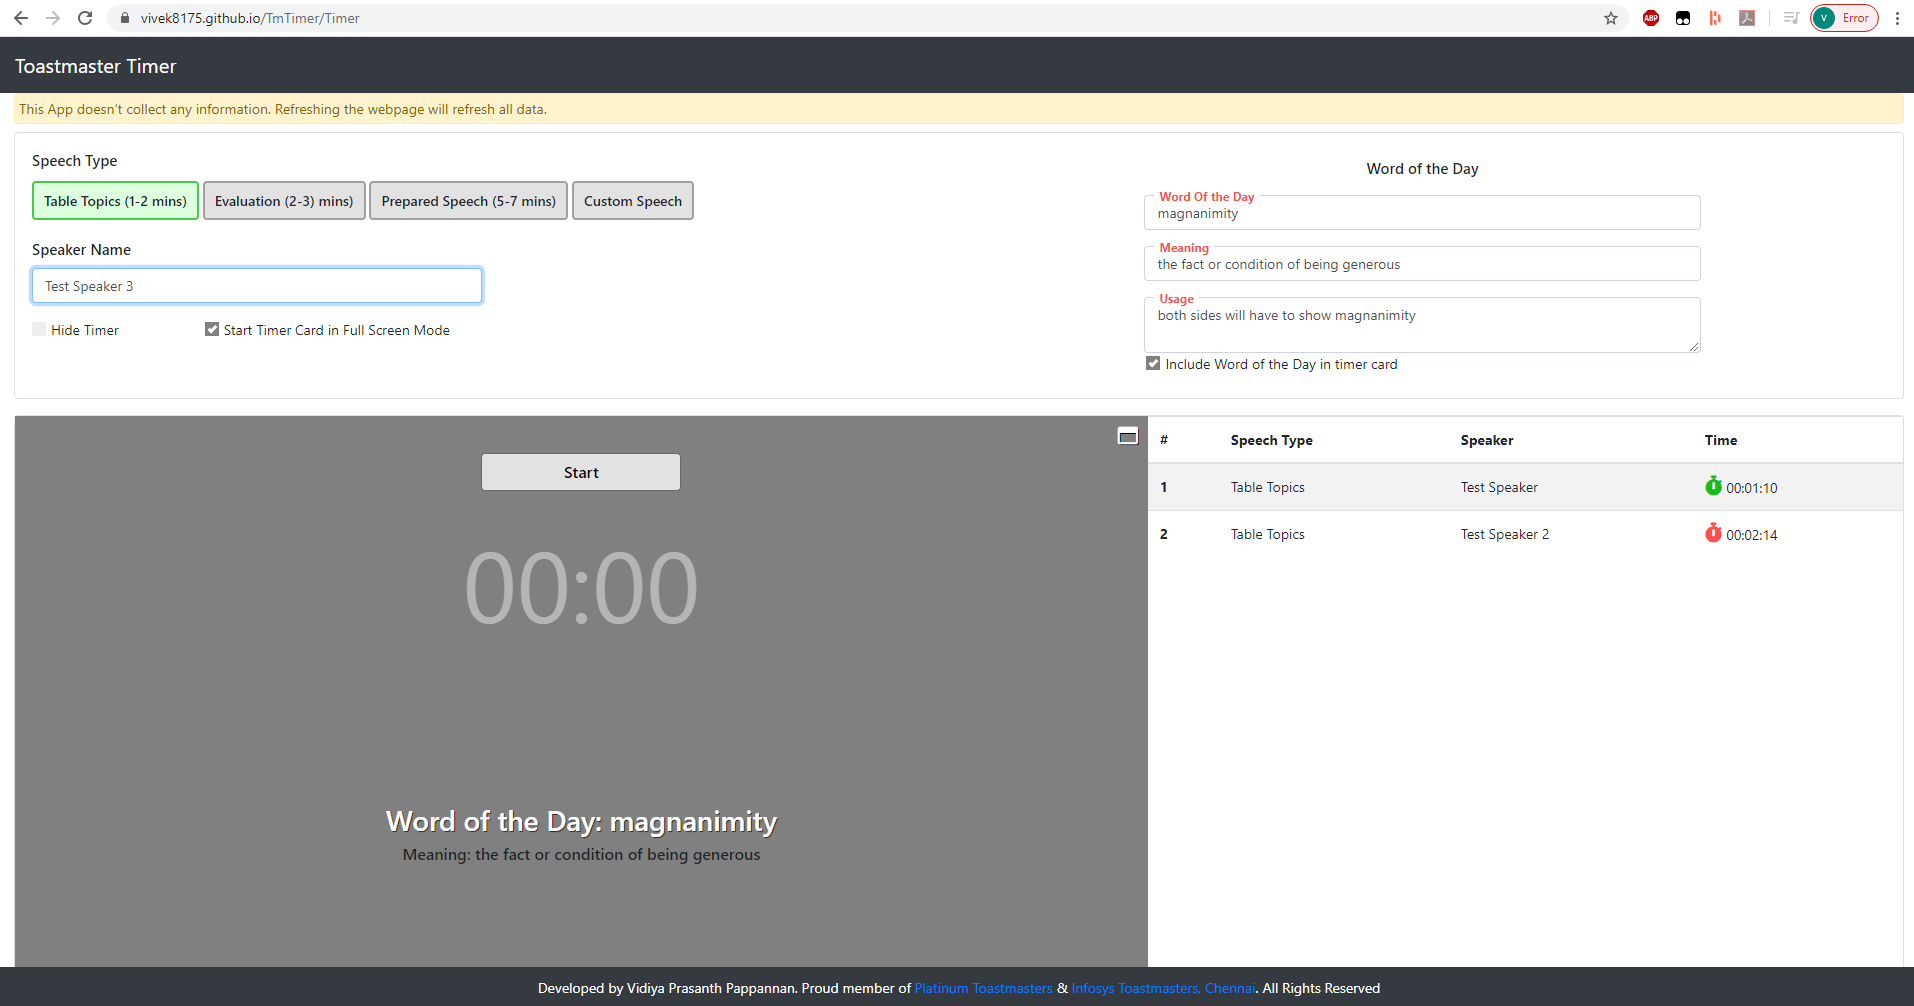 vivek8175.github.io/TmTimer/Timer
ABP
V Error
Toastmaster Timer
This App doesn't collect any information. Refreshing the webpage will refresh all data.
Speech Type
Table Topics (1-2 mins) Evaluation (2-3) mins) Prepared Speech (5-7 mins) Custom Speech
Speaker Name
Test Speaker 3
Hide Timer Start Timer Card in Full Screen Mode
Word of the Day
Word Of the Day
magnanimity
Meaning
the fact or condition of being generous
Usage
both sides will have to show magnanimity
Include Word of the Day in timer card
Start
00:00
Word of the Day: magnanimity
Meaning: the fact or condition of being generous
# Speech Type Speaker Time
1 Table Topics Test Speaker 00:01:10
2 Table Topics Test Speaker 2 00:02:14
Developed by Vidiya Prasanth Pappannan. Proud member of Platinum Toastmasters & Infosys Toastmasters, Chennai. All Rights Reserved